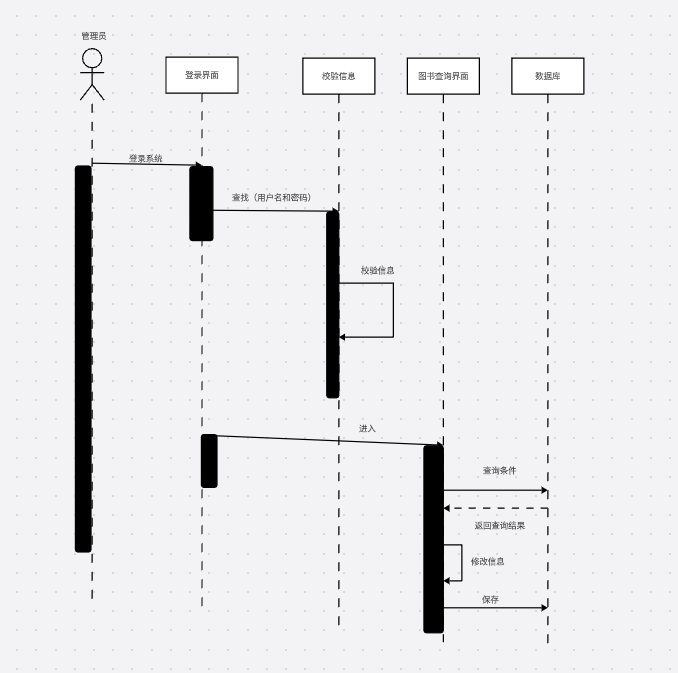 管理员
登录界面
校验信息
图书查询界面
数据库
登录系统
查找（用户名和密码）
校验信息
进入
查询条件
返回查询结果
修改信息
保存